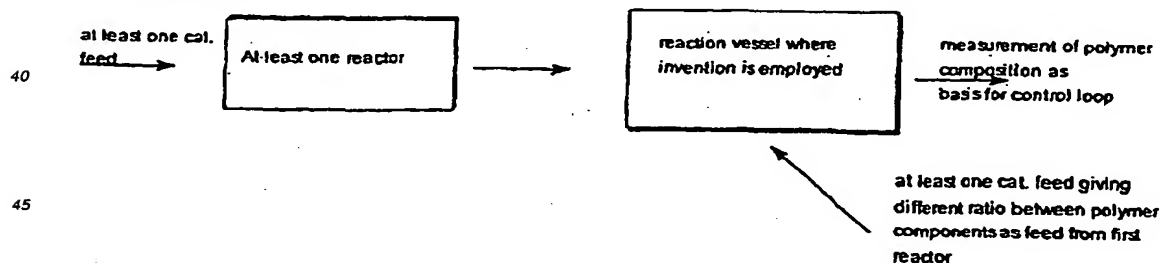 at least one cat.
feed
At-least one reactor
reaction vessel where
invention is employed
measurement of polymer
composition as
basis for control loop
40
at least one cat. feed giving
different ratio between polymer
components as feed from first
reactor
45